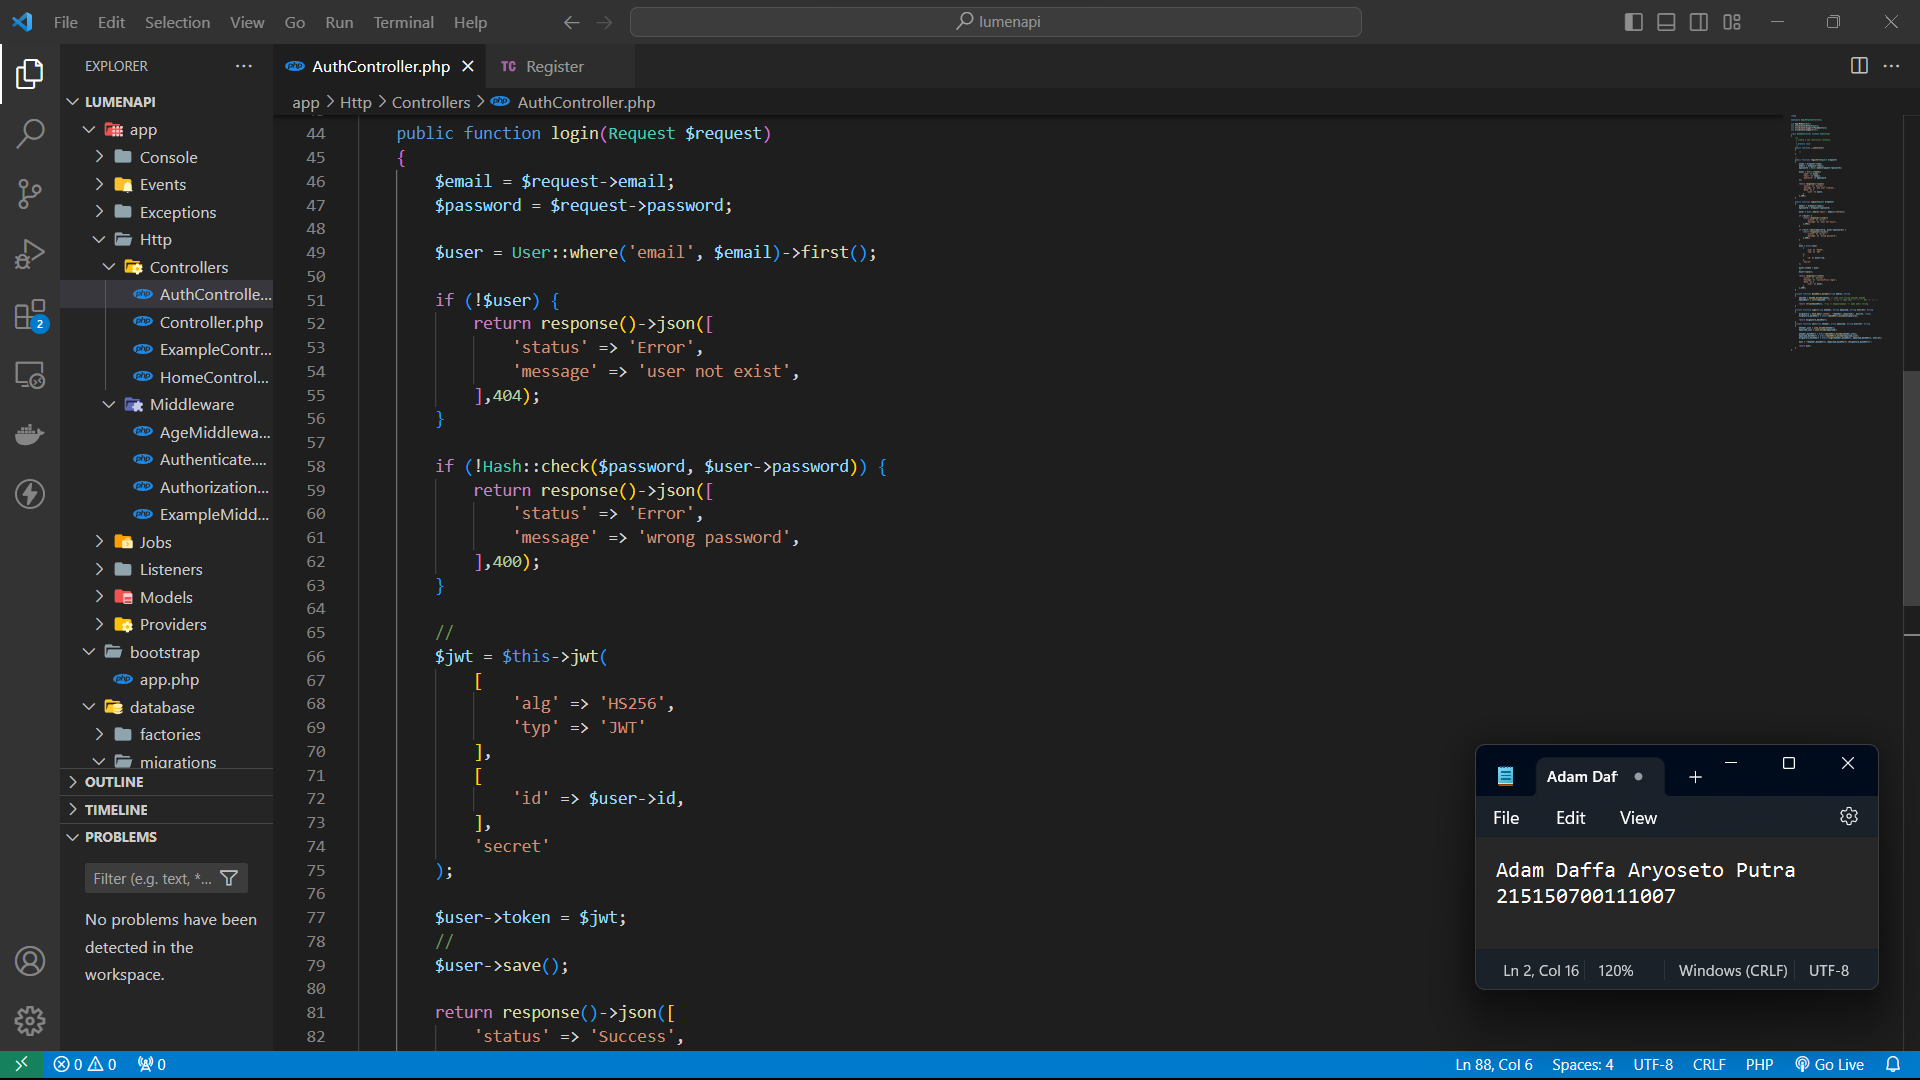 File Edit Selection View Go Run Terminal Help
lumenapi
EXPLORER
LUMENAPI
app
Console
Events
Exceptions
Http
Controllers
AuthControlle...
Controller.php
ExampleContr...
HomeControl...
Middleware
AgeMiddlewa...
Authenticate....
Authorization...
ExampleMidd...
Jobs
Listeners
Models
Providers
bootstrap
app.php
database
factories
migrations
OUTLINE
TIMELINE
PROBLEMS
Filter (e.g. text, *...
No problems have been
detected in the
workspace.
2
AuthController.php
TC Register
app > Http > Controllers > AuthController.php
44 public function login(Request $request)
45 {
46 $email = $request->email;
47 $password = $request->password;
48
49 $user = User::where('email', $email)->first();
50
51 if (!$user) {
52 return response()->json([
53 'status' => 'Error',
54 'message' => 'user not exist',
55 ],404);
56 }
57
58 if (!Hash::check($password, $user->password)) {
59 return response()->json([
60 'status' => 'Error',
61 'message' => 'wrong password',
62 ],400);
63 }
64
65 //
66 $jwt = $this->jwt(
67 [
68 'alg' => 'HS256',
69 'typ' => 'JWT'
70 ],
71 [
72 'id' => $user->id,
73 ],
74 'secret'
75 );
76
77 $user->token = $jwt;
78 //
79 $user->save();
80
81 return response()->json([
82 'status' => 'Success',
Adam Daf
File Edit View
Adam Daffa Aryoseto Putra
215150700111007
Ln 2, Col 16 120% Windows (CRLF) UTF-8
0 0 0
Ln 88, Col 6 Spaces: 4 UTF-8 CRLF PHP Go Live